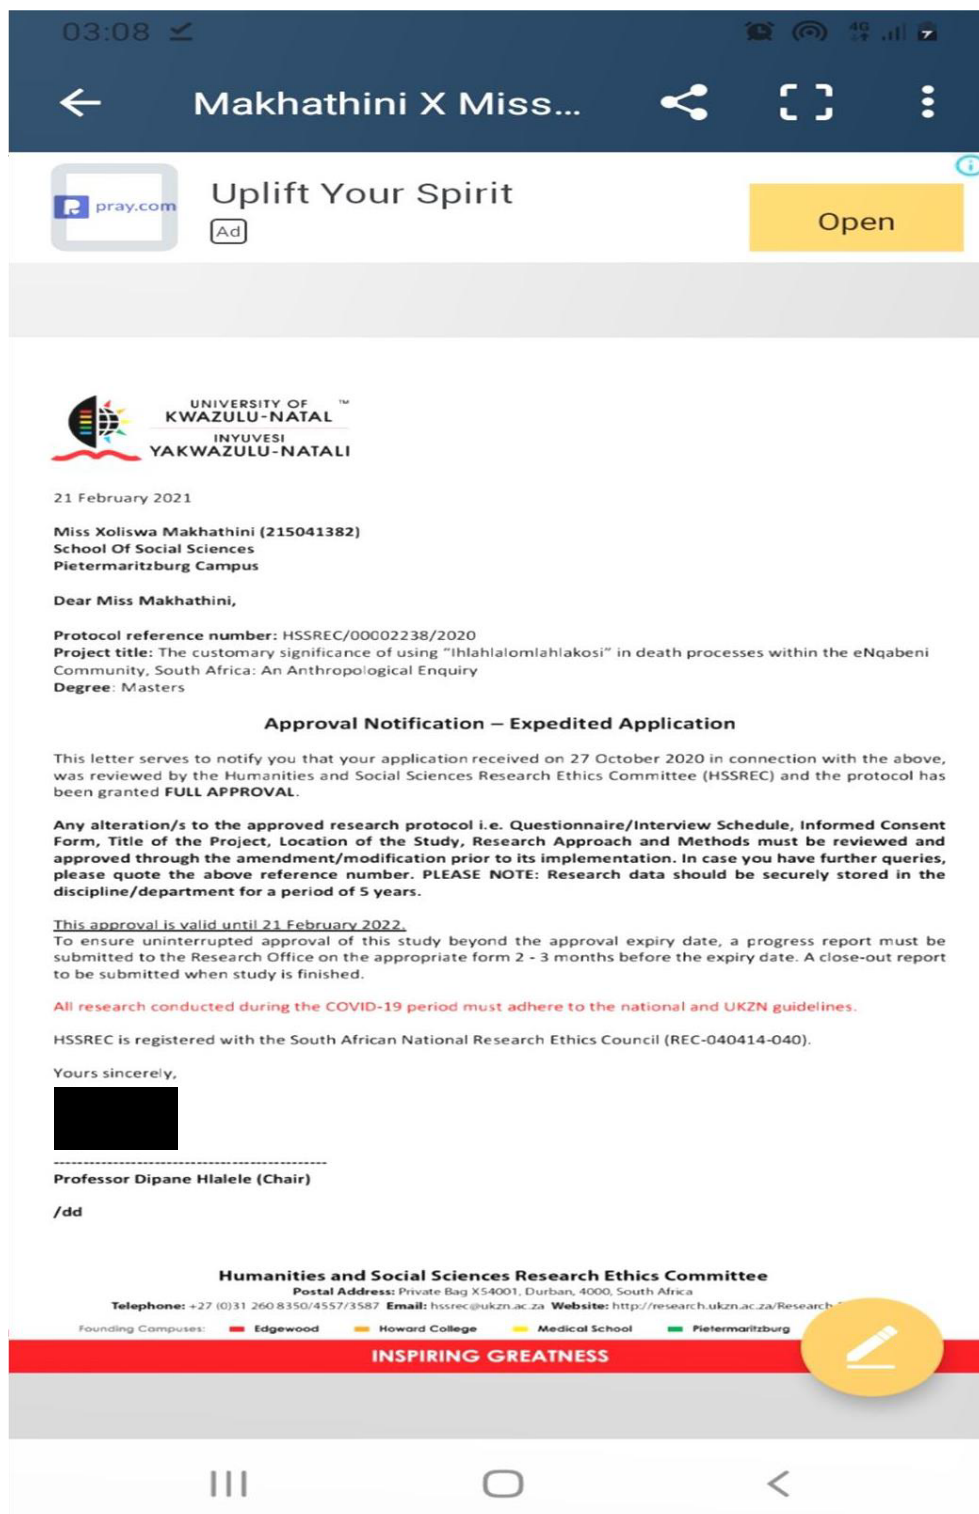 03:08
4G
Makhathini X Miss...
pray.com
Uplift Your Spirit
Ad
Open
UNIVERSITY OF ™
KWAZULU-NATAL
INYUVESI
YAKWAZULU-NATALI
21 February 2021
Miss Xoliswa Makhathini (215041382)
School Of Social Sciences
Pietermaritzburg Campus
Dear Miss Makhathini,
Protocol reference number: HSSREC/00002238/2020
Project title: The customary significance of using “Ihlahlalomlahlakosi” in death processes within the eNqabeni
Community, South Africa: An Anthropological Enquiry
Degree: Masters
Approval Notification – Expedited Application
This letter serves to notify you that your application received on 27 October 2020 in connection with the above,
was reviewed by the Humanities and Social Sciences Research Ethics Committee (HSSREC) and the protocol has
been granted FULL APPROVAL.
Any alteration/s to the approved research protocol i.e. Questionnaire/Interview Schedule, Informed Consent
Form, Title of the Project, Location of the Study, Research Approach and Methods must be reviewed and
approved through the amendment/modification prior to its implementation. In case you have further queries,
please quote the above reference number. PLEASE NOTE: Research data should be securely stored in the
discipline/department for a period of 5 years.
This approval is valid until 21 February 2022.
To ensure uninterrupted approval of this study beyond the approval expiry date, a progress report must be
submitted to the Research Office on the appropriate form 2 - 3 months before the expiry date. A close-out report
to be submitted when study is finished.
All research conducted during the COVID-19 period must adhere to the national and UKZN guidelines.
HSSREC is registered with the South African National Research Ethics Council (REC-040414-040).
Yours sincerely,
Professor Dipane Hlalele (Chair)
/dd
Humanities and Social Sciences Research Ethics Committee
Postal Address: Private Bag X54001, Durban, 4000, South Africa
Telephone: +27 (0)31 260 8350/4557/3587 Email: hssrec@ukzn.ac.za Website: http://research.ukzn.ac.za/Research-
Founding Campuses: Edgewood Howard College Medical School Pietermaritzburg
INSPIRING GREATNESS